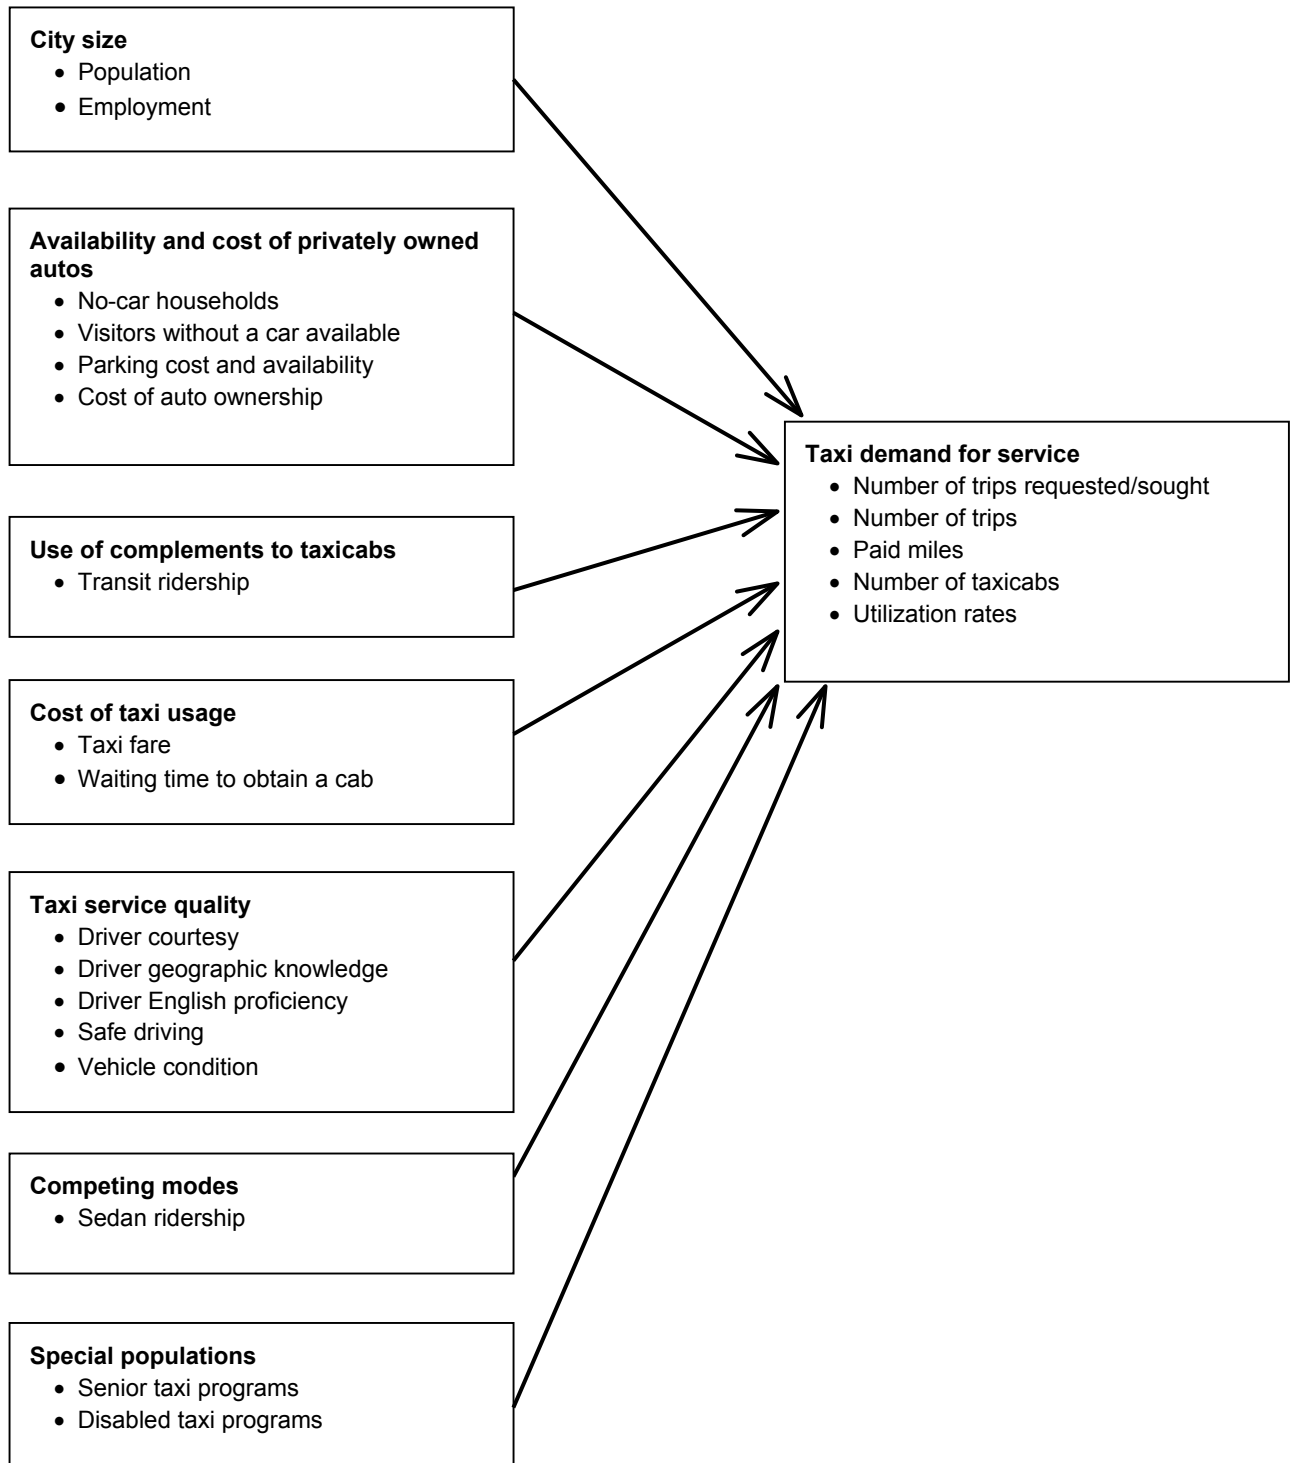 City size
• Population
• Employment
Availability and cost of privately owned
autos
• No-car households
• Visitors without a car available
• Parking cost and availability
• Cost of auto ownership
Use of complements to taxicabs
• Transit ridership
Cost of taxi usage
• Taxi fare
• Waiting time to obtain a cab
Taxi service quality
• Driver courtesy
• Driver geographic knowledge
• Driver English proficiency
• Safe driving
• Vehicle condition
Competing modes
• Sedan ridership
Special populations
• Senior taxi programs
• Disabled taxi programs
Taxi demand for service
• Number of trips requested/sought
• Number of trips
• Paid miles
• Number of taxicabs
• Utilization rates